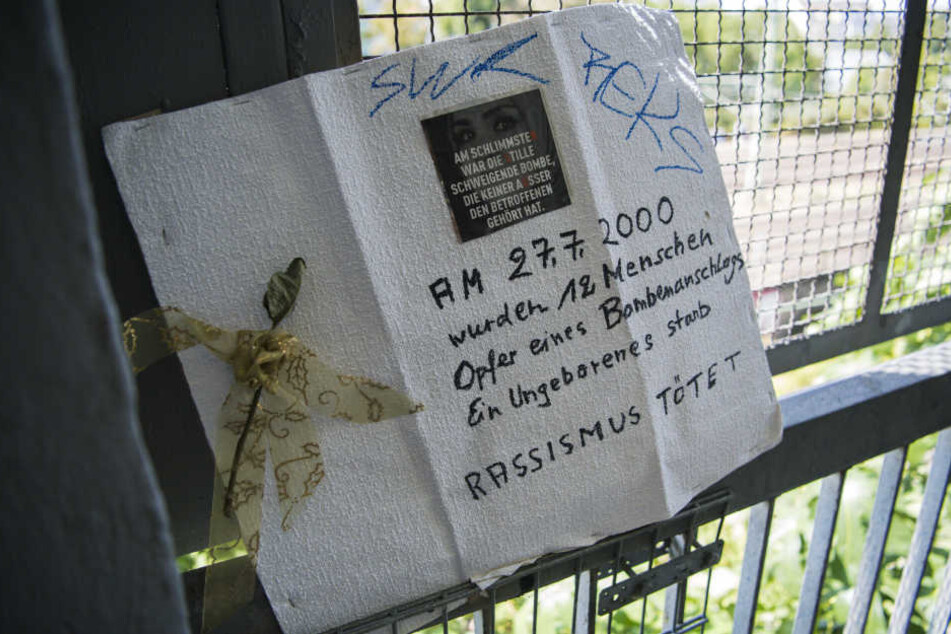 SWK
REKS
AM SCHLIMMSTEN
WAR DIE STILLE
SCHWEIGENDE BOMBE,
DIE KEINER AUSSER
DEN BETROFFENEN
GEHÖRT HAT.
AM 27.7.2000
wurden 12 Menschen
Opfer eines Bombenanschlags
Ein Ungeborenes starb
RASSISMUS TÖTET